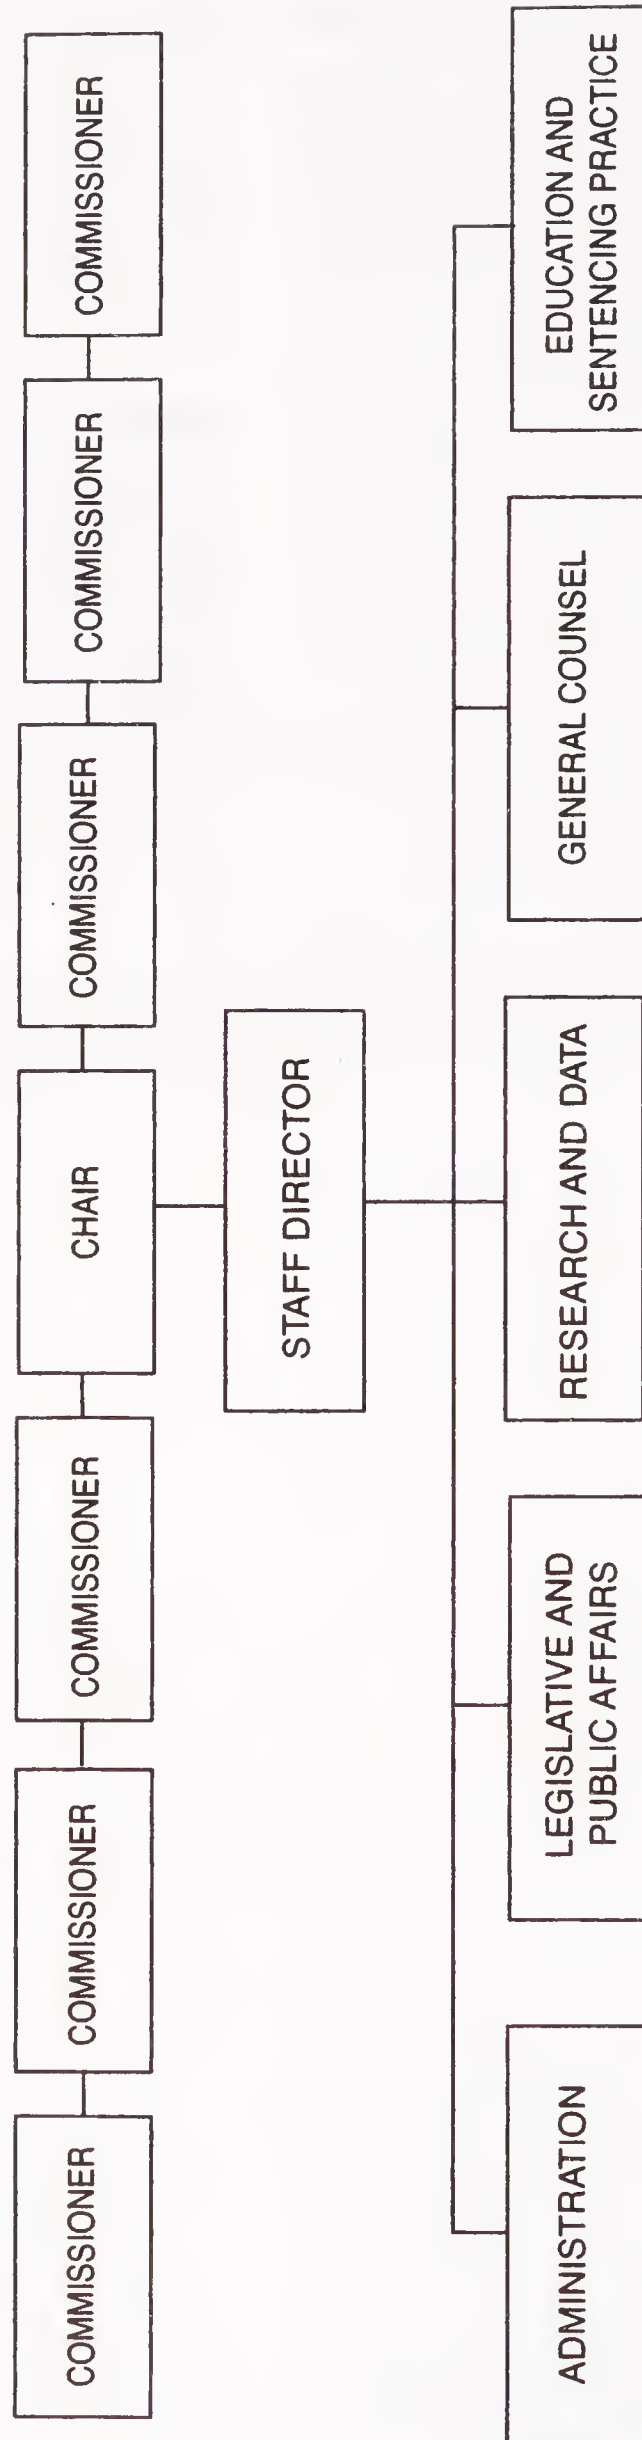 COMMISSIONER
COMMISSIONER
COMMISSIONER
CHAIR
COMMISSIONER
COMMISSIONER
COMMISSIONER
STAFF DIRECTOR
ADMINISTRATION
LEGISLATIVE AND
PUBLIC AFFAIRS
RESEARCH AND DATA
GENERAL COUNSEL
EDUCATION AND
SENTENCING PRACTICE